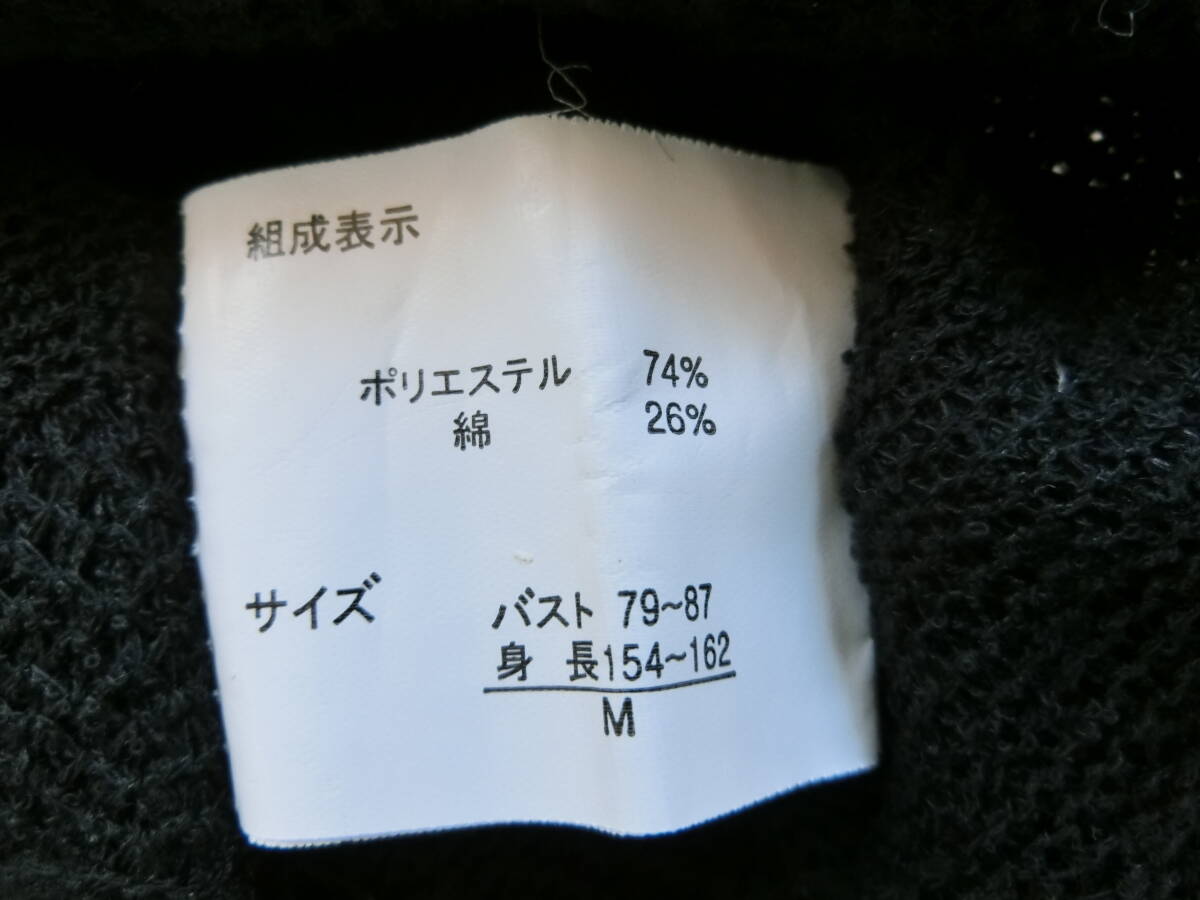 組成表示
ポリエステル 74%
綿 26%
サイズ バスト 79~87
身 長154~162
M